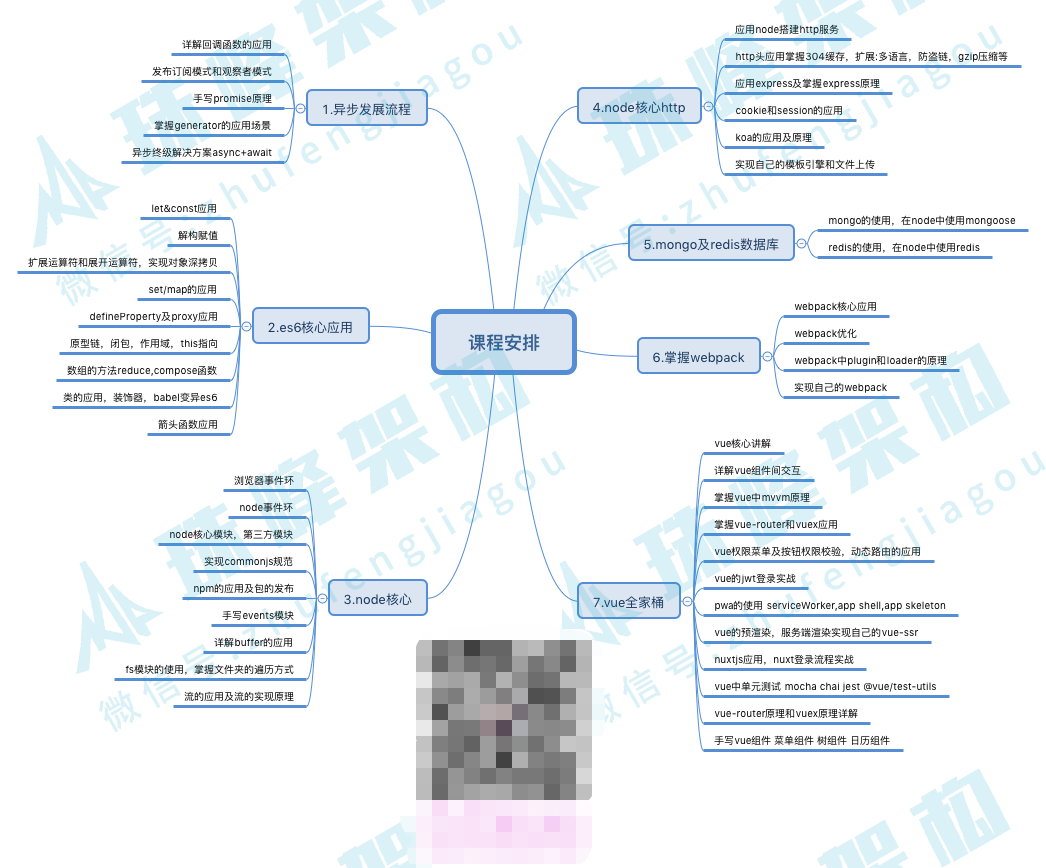 课程安排
1.异步发展流程
详解回调函数的应用
发布订阅模式和观察者模式
手写promise原理
掌握generator的应用场景
异步终级解决方案async+await
2.es6核心应用
let&const应用
解构赋值
扩展运算符和展开运算符，实现对象深拷贝
set/map的应用
defineProperty及proxy应用
原型链，闭包，作用域，this指向
数组的方法reduce,compose函数
类的应用，装饰器，babel变异es6
箭头函数应用
3.node核心
浏览器事件环
node事件环
node核心模块，第三方模块
实现commonjs规范
npm的应用及包的发布
手写events模块
详解buffer的应用
fs模块的使用，掌握文件夹的遍历方式
流的应用及流的实现原理
4.node核心http
应用node搭建http服务
http头应用掌握304缓存，扩展:多语言，防盗链，gzip压缩等
应用express及掌握express原理
cookie和session的应用
koa的应用及原理
实现自己的模板引擎和文件上传
5.mongo及redis数据库
mongo的使用，在node中使用mongoose
redis的使用，在node中使用redis
6.掌握webpack
webpack核心应用
webpack优化
webpack中plugin和loader的原理
实现自己的webpack
7.vue全家桶
vue核心讲解
详解vue组件间交互
掌握vue中mvvm原理
掌握vue-router和vuex应用
vue权限菜单及按钮权限校验，动态路由的应用
vue的jwt登录实战
pwa的使用 serviceWorker,app shell,app skeleton
vue的预渲染，服务端渲染实现自己的vue-ssr
nuxtjs应用，nuxt登录流程实战
vue中单元测试 mocha chai jest @vue/test-utils
vue-router原理和vuex原理详解
手写vue组件 菜单组件 树组件 日历组件
珠峰架构
微信号:zhufengjiagou
珠峰架构
微信号:zhufengjiagou
珠峰架构
微信号:zhufengjiagou
珠峰架构
微信号:zhufengjiagou